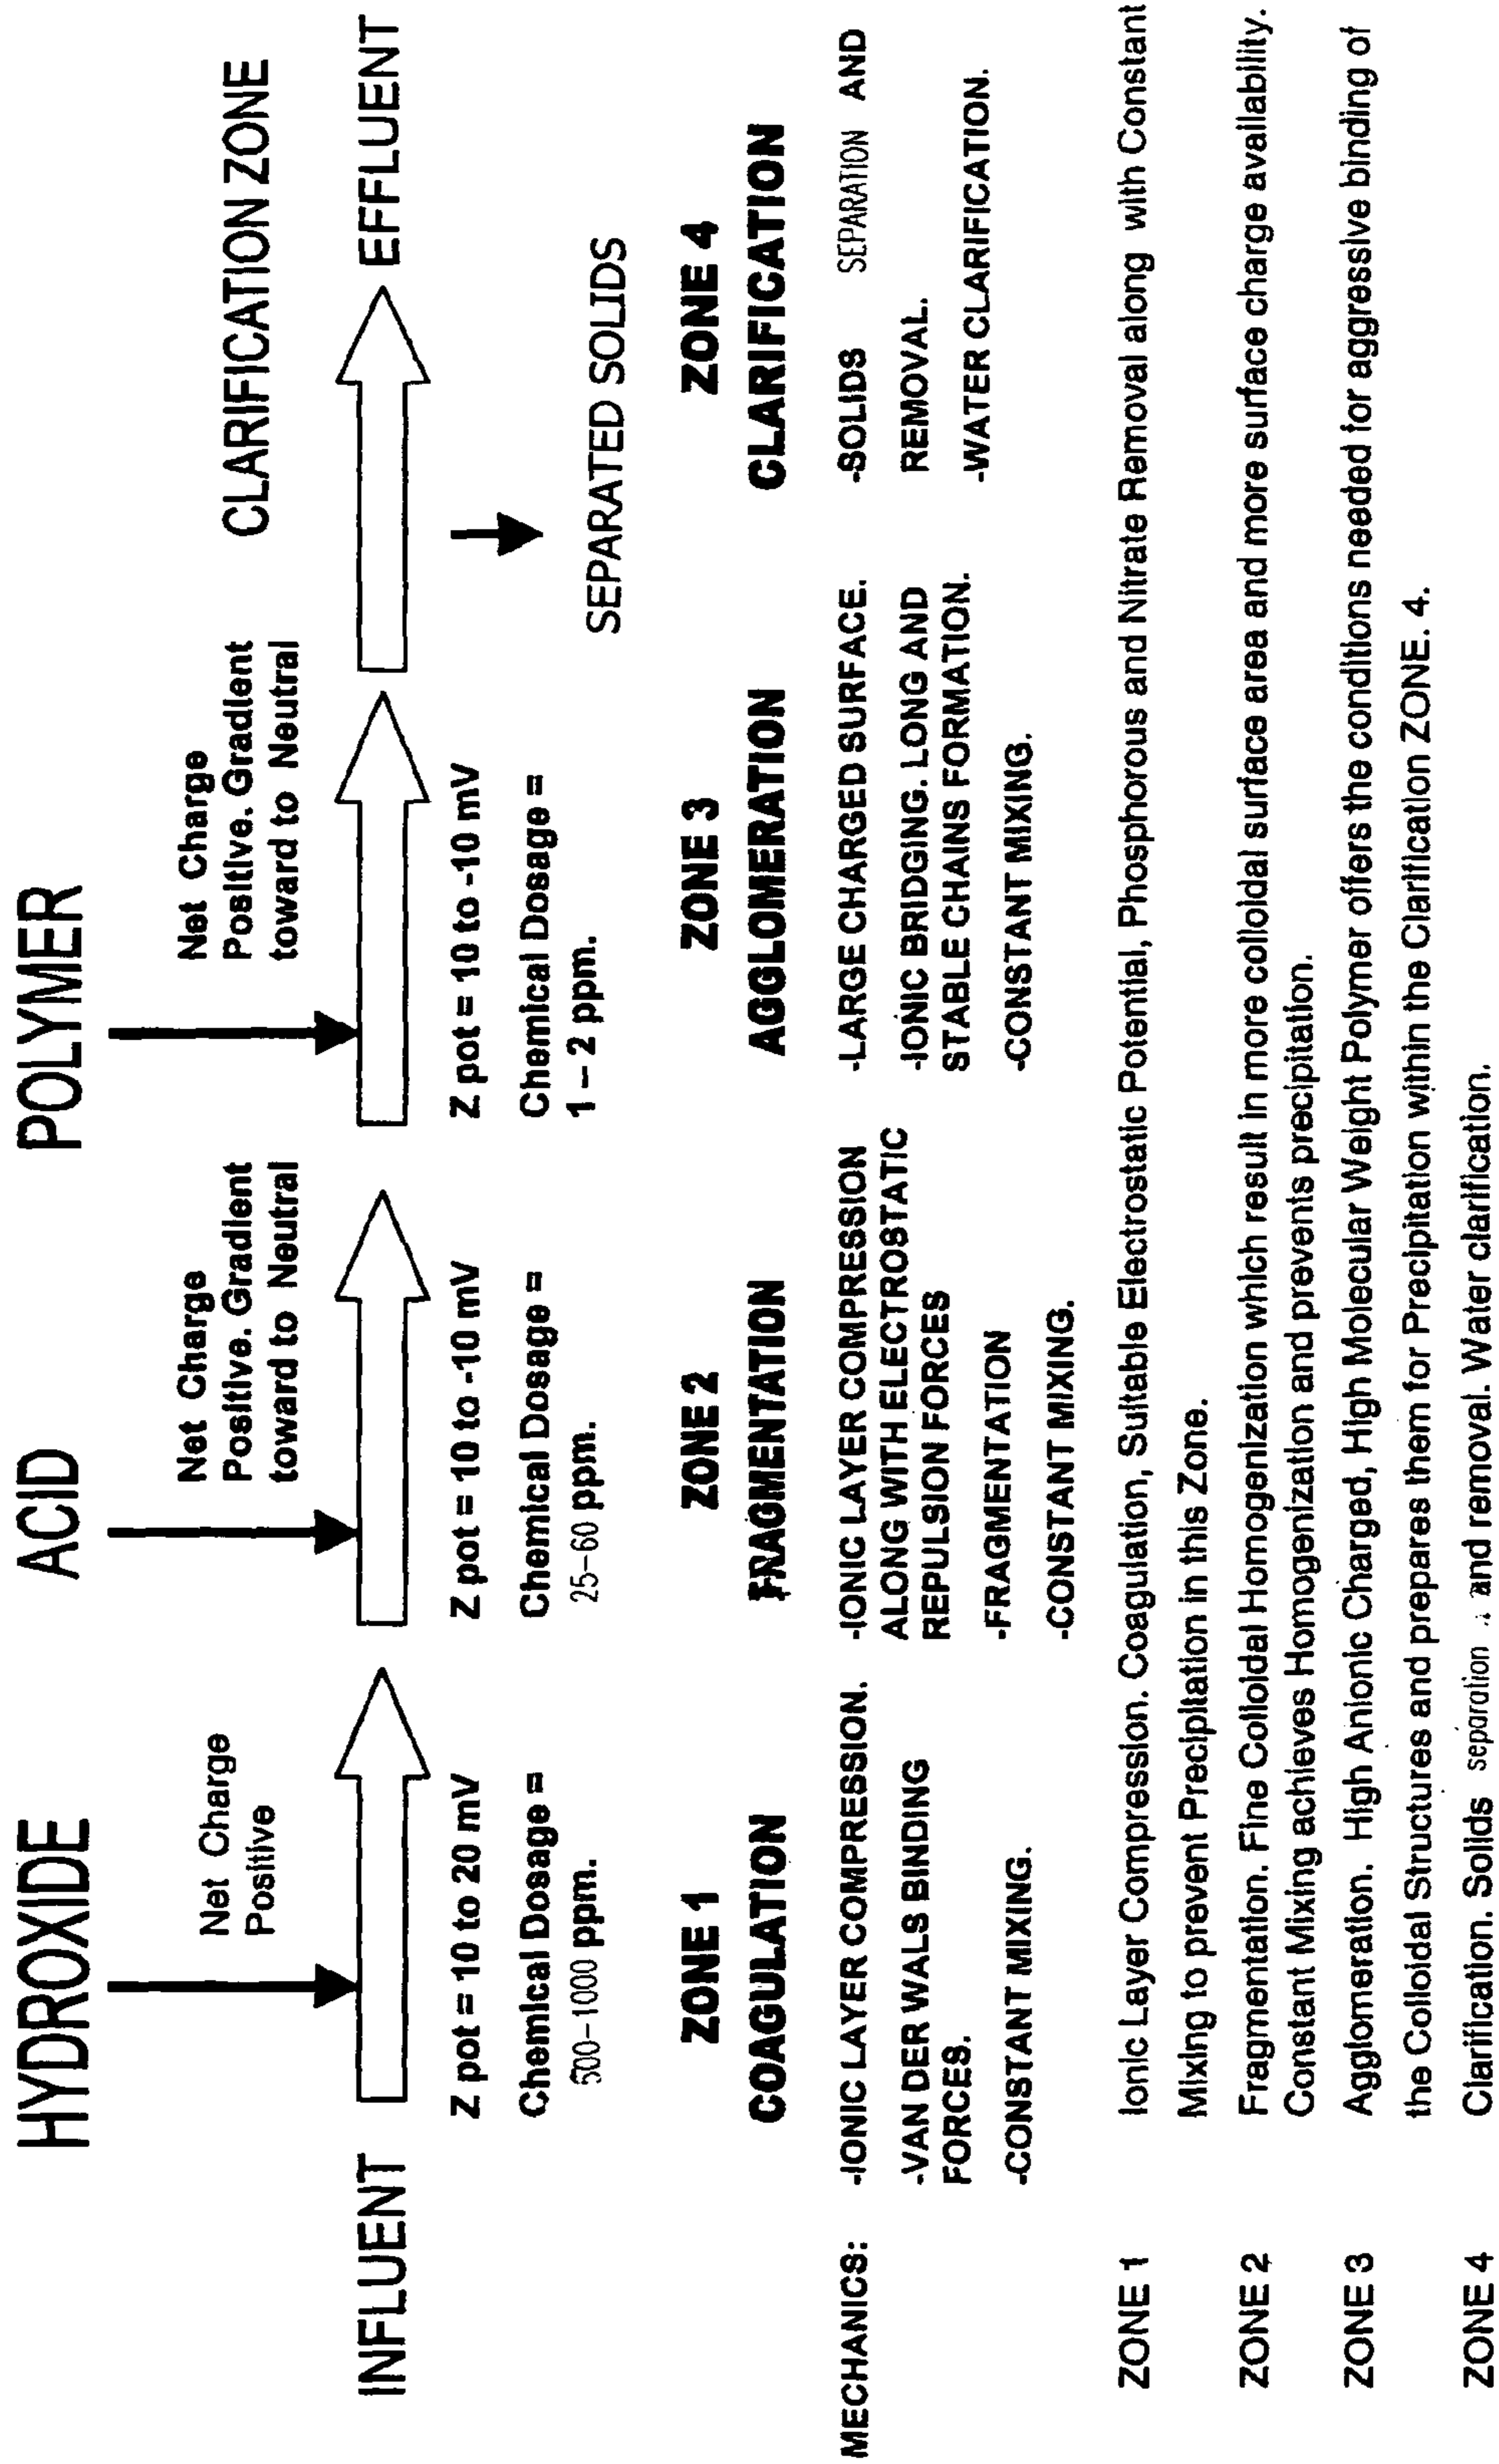 HYDROXIDE
ACID
POLYMER
Net Charge
Positive
Net Charge
Positive. Gradient
toward to Neutral
Net Charge
Positive. Gradient
toward to Neutral
CLARIFICATION ZONE
INFLUENT
EFFLUENT
Z pot = 10 to 20 mV
Chemical Dosage =
500-1000 ppm.
Z pot = 10 to -10 mV
Chemical Dosage =
25-60 ppm.
Z pot = 10 to -10 mV
Chemical Dosage =
1 – 2 ppm.
SEPARATED SOLIDS
ZONE 1
COAGULATION
ZONE 2
FRAGMENTATION
ZONE 3
AGGLOMERATION
ZONE 4
CLARIFICATION
MECHANICS:
-IONIC LAYER COMPRESSION.
-VAN DER WALS BINDING
FORCES.
-CONSTANT MIXING.
-IONIC LAYER COMPRESSION
ALONG WITH ELECTROSTATIC
REPULSION FORCES
-FRAGMENTATION
-CONSTANT MIXING.
-LARGE CHARGED SURFACE.
-IONIC BRIDGING. LONG AND
STABLE CHAINS FORMATION.
-CONSTANT MIXING.
-SOLIDS SEPARATION AND
REMOVAL.
-WATER CLARIFICATION.
ZONE 1 Ionic Layer Compression. Coagulation, Suitable Electrostatic Potential, Phosphorous and Nitrate Removal along with Constant
Mixing to prevent Precipitation in this Zone.
ZONE 2 Fragmentation. Fine Colloidal Homogenization which result in more colloidal surface area and more surface charge availability.
Constant Mixing achieves Homogenization and prevents precipitation.
ZONE 3 Agglomeration. High Anionic Charged, High Molecular Weight Polymer offers the conditions needed for aggressive binding of
the Colloidal Structures and prepares them for Precipitation within the Clarification ZONE. 4.
ZONE 4 Clarification. Solids separation and removal. Water clarification.